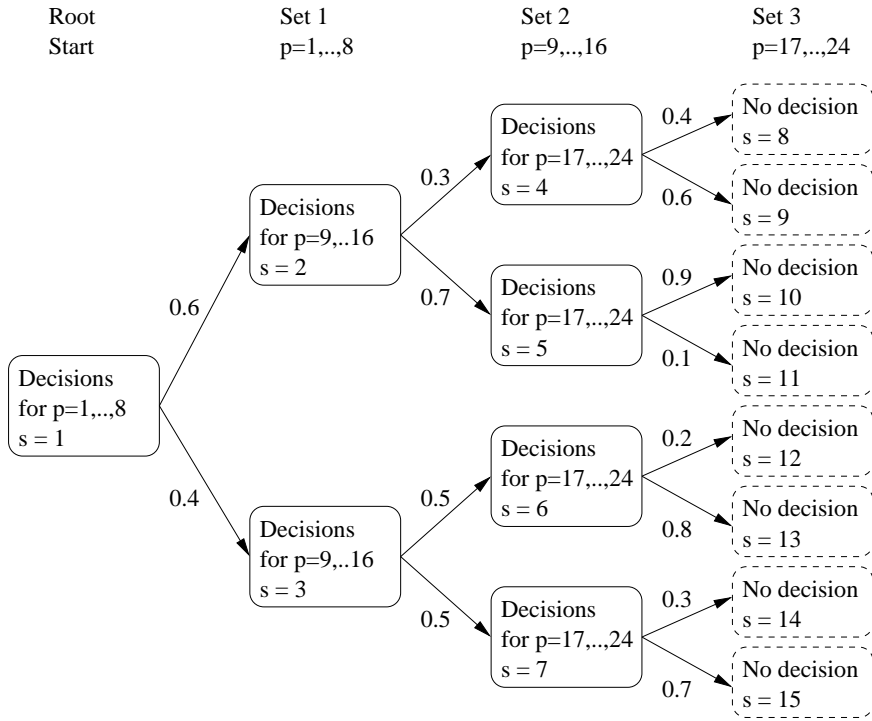 Root
Start
Set 1
p=1,..,8
Set 2
p=9,..,16
Set 3
p=17,..,24
Decisions
for p=1,..,8
s = 1
0.6
0.4
Decisions
for p=9,..16
s = 2
0.3
0.7
Decisions
for p=9,..16
s = 3
0.5
0.5
Decisions
for p=17,..,24
s = 4
0.4
0.6
Decisions
for p=17,..,24
s = 5
0.9
0.1
Decisions
for p=17,..,24
s = 6
0.2
0.8
Decisions
for p=17,..,24
s = 7
0.3
0.7
No decision
s = 8
No decision
s = 9
No decision
s = 10
No decision
s = 11
No decision
s = 12
No decision
s = 13
No decision
s = 14
No decision
s = 15